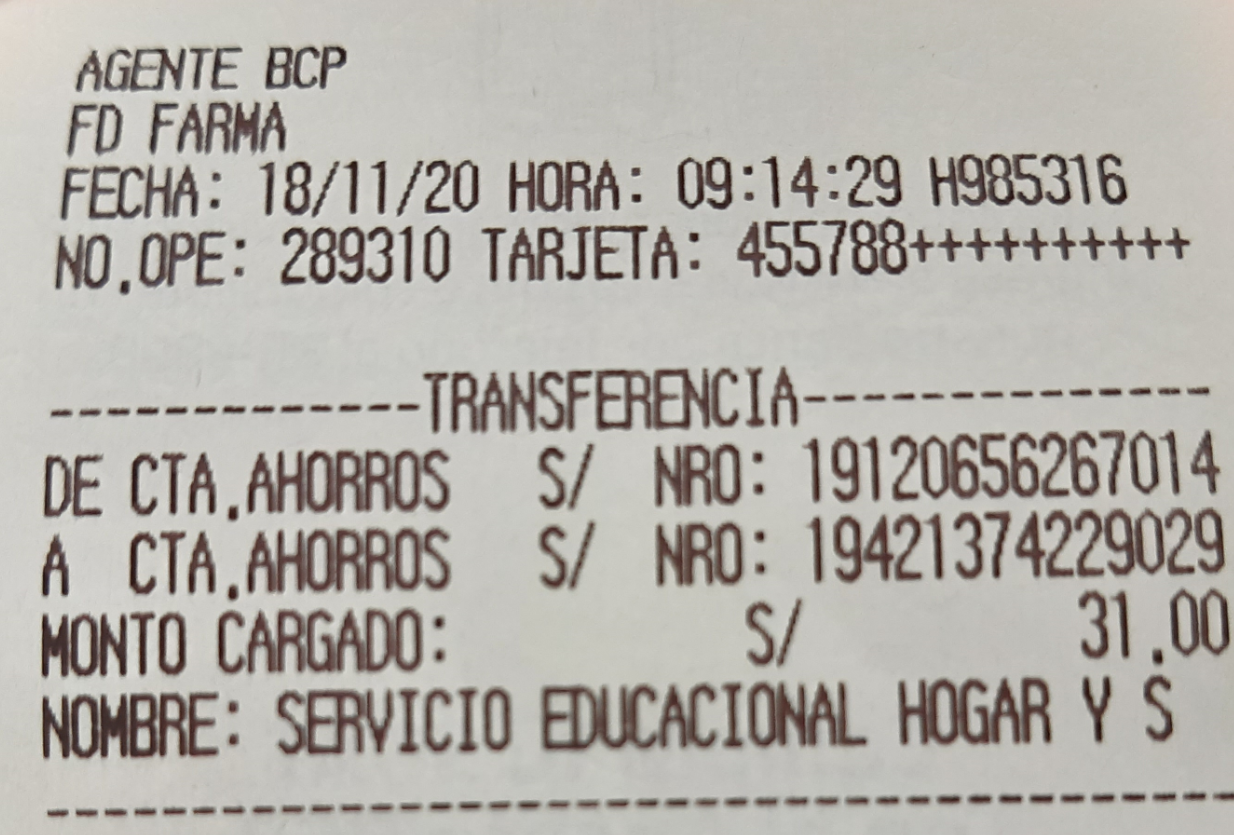 AGENTE BCP
FD FARMA
FECHA: 18/11/20 HORA: 09:14:29 H985316
NO.OPE: 289310 TARJETA: 455788++++++++++
-------------TRANSFERENCIA--------------
DE CTA.AHORROS S/ NRO: 19120656267014
A CTA.AHORROS S/ NRO: 19421374229029
MONTO CARGADO: S/ 31.00
NOMBRE: SERVICIO EDUCACIONAL HOGAR Y S
----------------------------------------